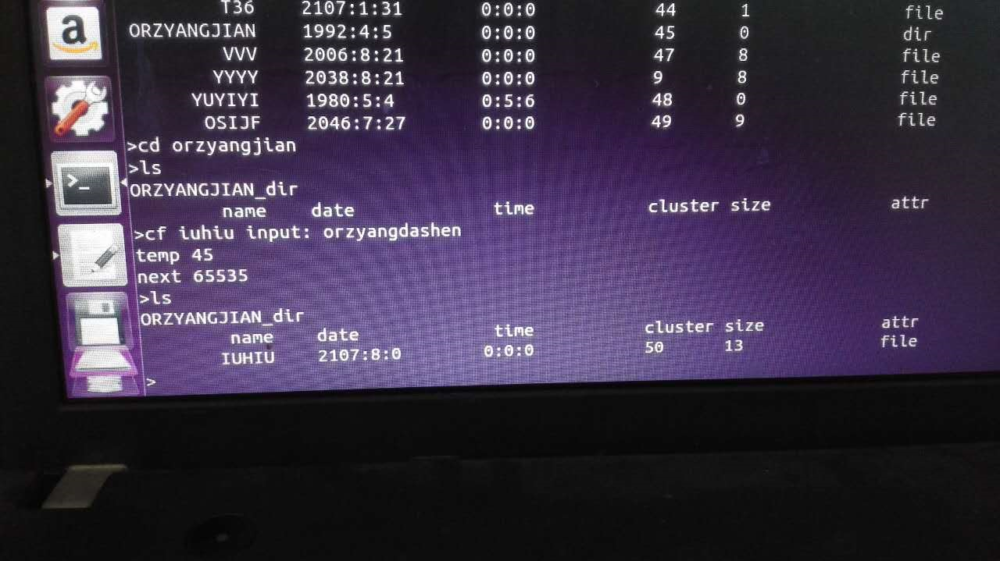 T36 2107:1:31 0:0:0 44 1 file
ORZYANGJIAN 1992:4:5 0:0:0 45 0 dir
VVV 2006:8:21 0:0:0 47 8 file
YYYY 2038:8:21 0:0:0 9 8 file
YUYIYI 1980:5:4 0:5:6 48 0 file
OSIJF 2046:7:27 0:0:0 49 9 file
>cd orzyangjian
>ls
ORZYANGJIAN_dir
name date time cluster size attr
>cf iuhiu input: orzyangdashen
temp 45
next 65535
>ls
ORZYANGJIAN_dir
name date time cluster size attr
IUHIU 2107:8:0 0:0:0 50 13 file
>